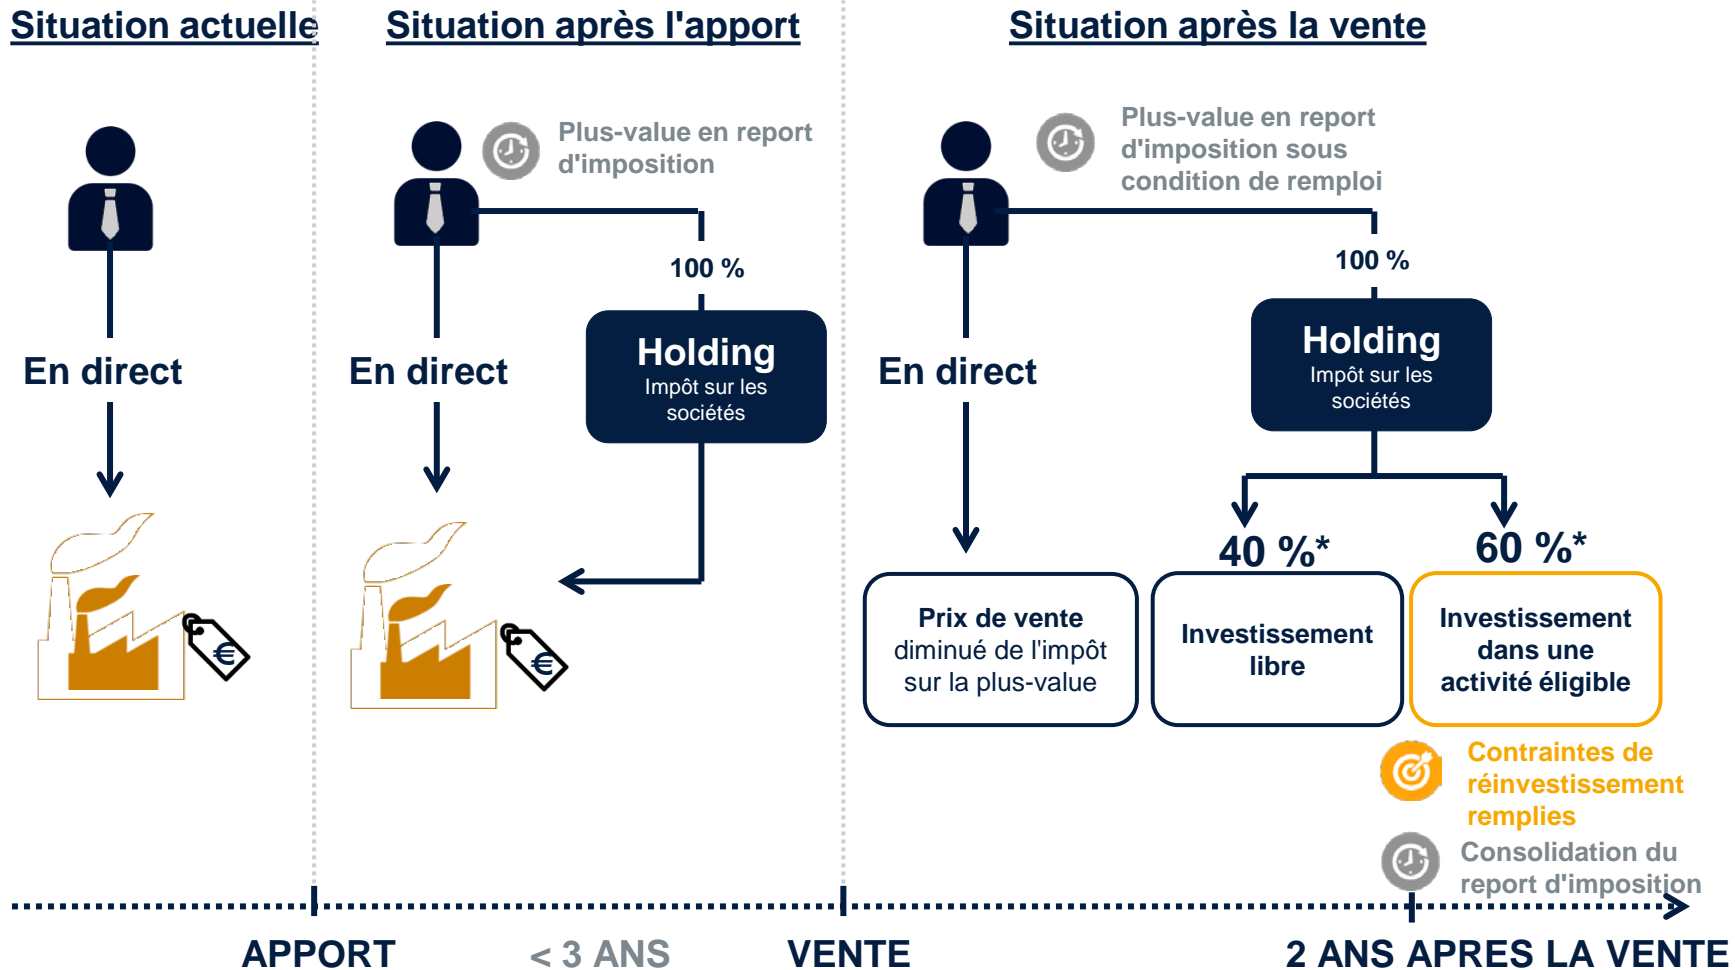 Situation actuelle
Situation après l'apport
Situation après la vente
Plus-value en report
d'imposition
Plus-value en report
d'imposition sous
condition de remploi
100 %
100 %
En direct
En direct
Holding
Impôt sur les
sociétés
En direct
Holding
Impôt sur les
sociétés
€
€
40 %*
60 %*
Prix de vente
diminué de l'impôt
sur la plus-value
Investissement
libre
Investissement
dans une
activité éligible
Contraintes de
réinvestissement
remplies
Consolidation du
report d'imposition
APPORT
< 3 ANS
VENTE
2 ANS APRES LA VENTE